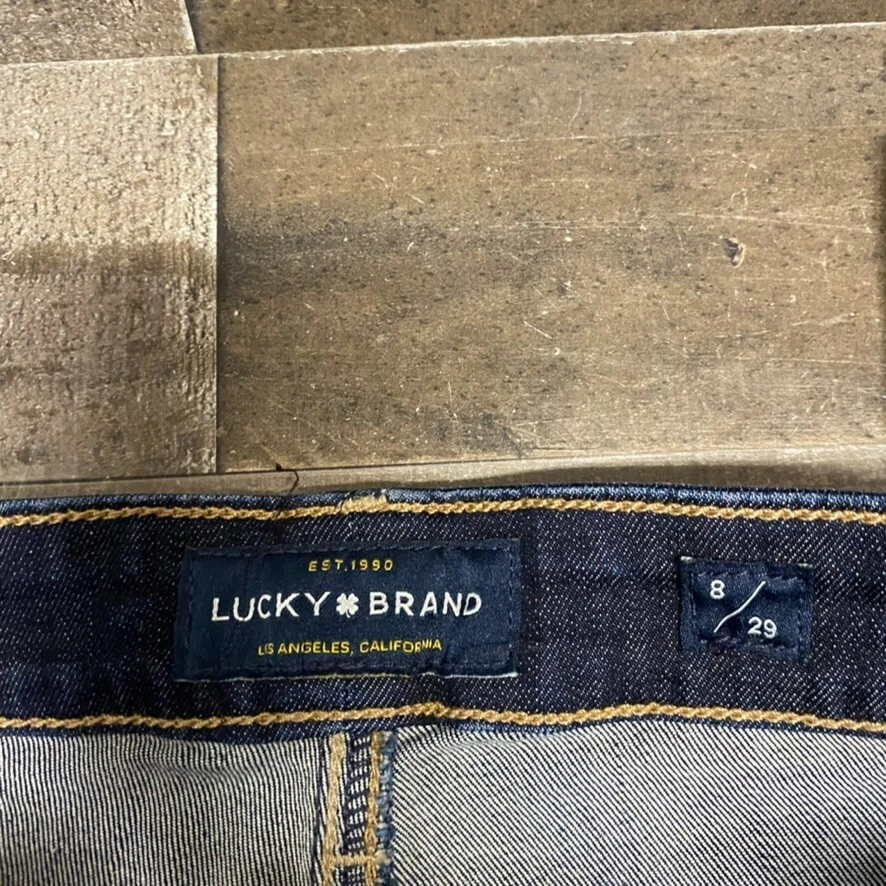 EST.1990
LUCKY BRAND
LOS ANGELES, CALIFORNIA
8/29